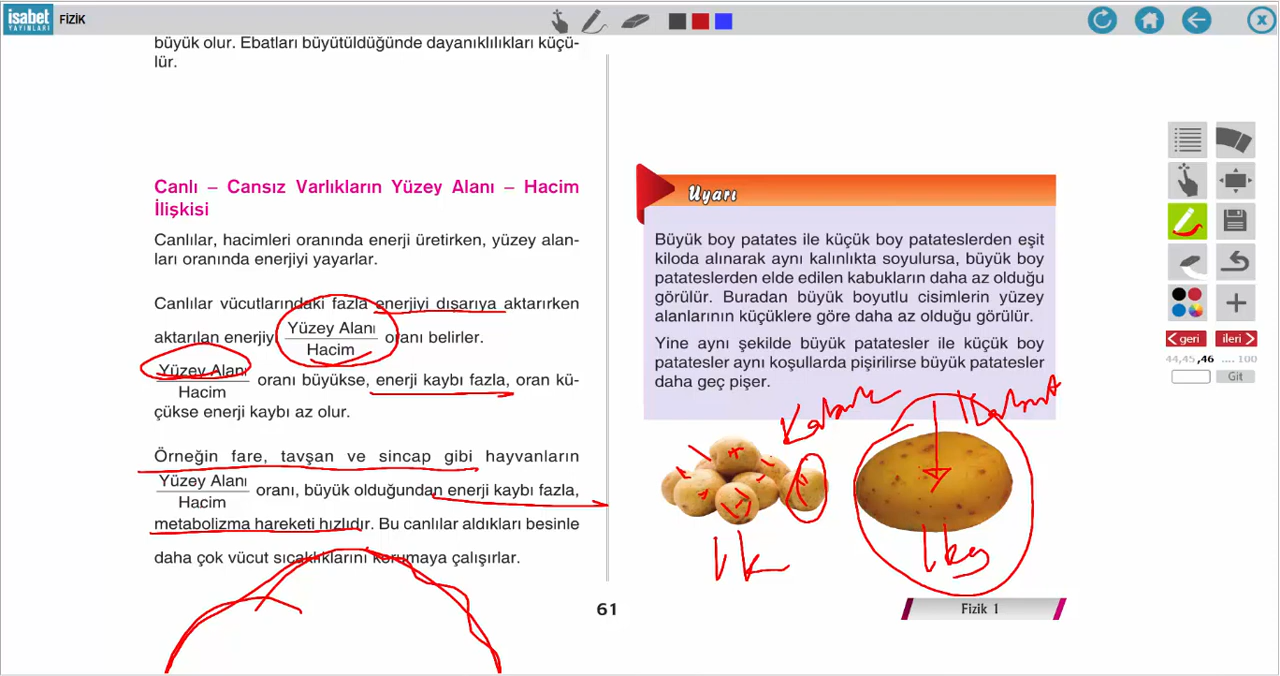 isabet
YAYINLARI
FİZİK
büyük olur. Ebatları büyütüldüğünde dayanıklılıkları küçü-
lür.
Canlı – Cansız Varlıkların Yüzey Alanı – Hacim
İlişkisi
Canlılar, hacimleri oranında enerji üretirken, yüzey alan-
ları oranında enerjiyi yayarlar.
Canlılar vücutlarındaki fazla enerjiyi dışarıya aktarırken
aktarılan enerjiyi Yüzey Alanı
Hacim
oranı belirler.
Yüzey Alanı
Hacim
oranı büyükse, enerji kaybı fazla, oran kü-
çükse enerji kaybı az olur.
Örneğin fare, tavşan ve sincap gibi hayvanların
Yüzey Alanı
Hacim
oranı, büyük olduğundan enerji kaybı fazla,
metabolizma hareketi hızlıdır. Bu canlılar aldıkları besinle
daha çok vücut sıcaklıklarını korumaya çalışırlar.
61
Uyarı
Büyük boy patates ile küçük boy patateslerden eşit
kiloda alınarak aynı kalınlıkta soyulursa, büyük boy
patateslerden elde edilen kabukların daha az olduğu
görülür. Buradan büyük boyutlu cisimlerin yüzey
alanlarının küçüklere göre daha az olduğu görülür.
Yine aynı şekilde büyük patatesler ile küçük boy
patatesler aynı koşullarda pişirilirse büyük patatesler
daha geç pişer.
1k
1kg
Fizik 1
geri
ileri
44,45,46 .... 100
Git